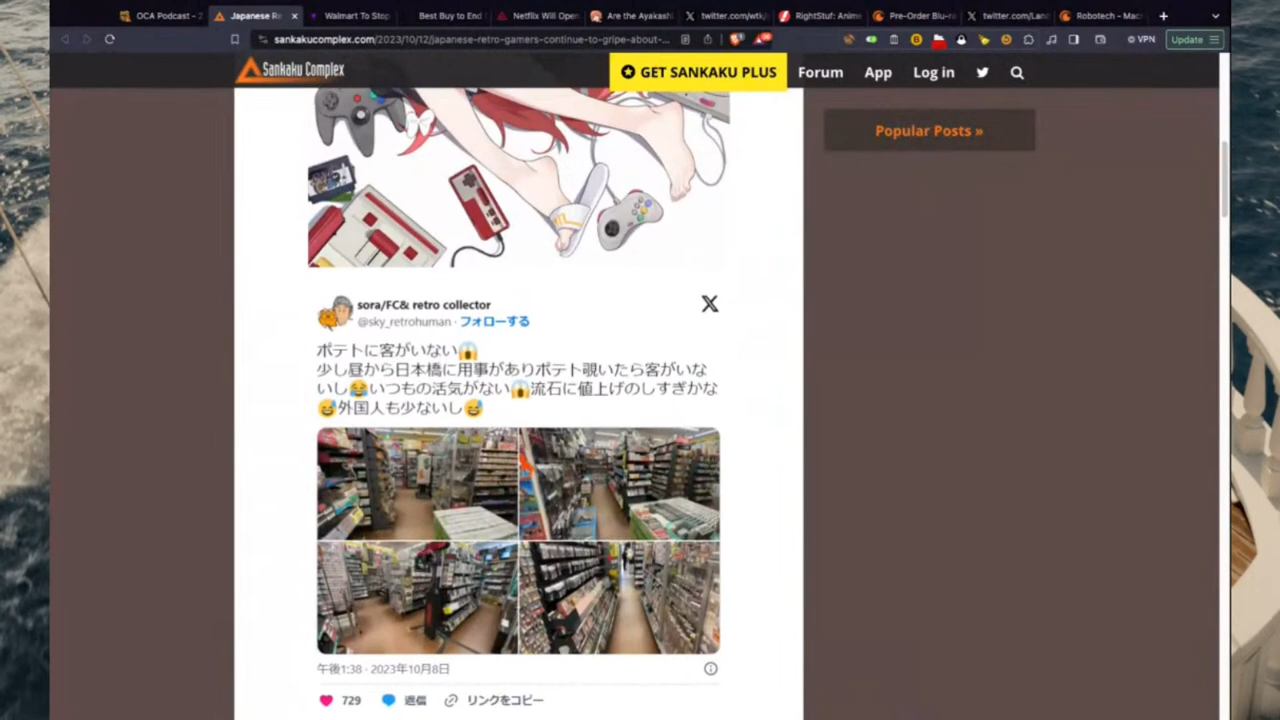 OCA Podcast - 2
Japanese Re
Walmart To Stop
Best Buy to End
Netflix Will Open
Are the Ayakashi
twitter.com/wtk/
RightStuf: Anime
Pre-Order Blu-ra
twitter.com/Lan
Robotech - Macr
sankakucomplex.com/2023/10/12/japanese-retro-gamers-continue-to-gripe-about-...
VPN
Update
Sankaku Complex
GET SANKAKU PLUS
Forum
App
Log in
Popular Posts »
sora/FC& retro collector
@sky_retrohuman · フォローする
ポテトに客がいない😱
少し昼から日本橋に用事がありポテト覗いたら客がいな
いし😂いつもの活気がない😱流石に値上げのしすぎかな
😅外国人も少ないし😅
午後1:38 · 2023年10月8日
729
返信
リンクをコピー